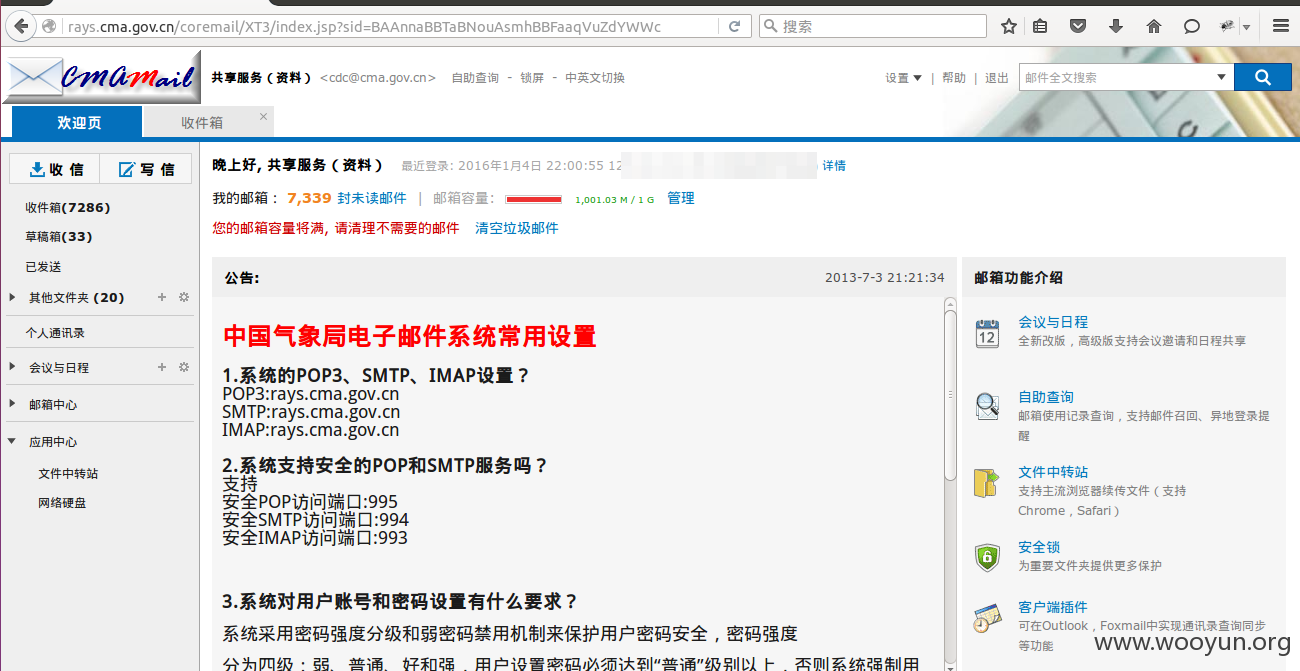 rays.cma.gov.cn/coremail/XT3/index.jsp?sid=BAAnnaBBTaBNouAsmhBBFaaqVuZdYWWc
搜索
CMAMail
共享服务（资料） <cdc@cma.gov.cn> 自助查询 - 锁屏 - 中英文切换
设置 | 帮助 | 退出
邮件全文搜索
欢迎页
收件箱
收信
写信
收件箱(7286)
草稿箱(33)
已发送
其他文件夹 (20)
个人通讯录
会议与日程
邮箱中心
应用中心
文件中转站
网络硬盘
晚上好, 共享服务（资料） 最近登录: 2016年1月4日 22:00:55 12 详情
我的邮箱： 7,339 封未读邮件 | 邮箱容量: 1,001.03 M / 1 G 管理
您的邮箱容量将满, 请清理不需要的邮件 清空垃圾邮件
公告: 2013-7-3 21:21:34
中国气象局电子邮件系统常用设置
1.系统的POP3、SMTP、IMAP设置？
POP3:rays.cma.gov.cn
SMTP:rays.cma.gov.cn
IMAP:rays.cma.gov.cn
2.系统支持安全的POP和SMTP服务吗？
支持
安全POP访问端口:995
安全SMTP访问端口:994
安全IMAP访问端口:993
3.系统对用户账号和密码设置有什么要求？
系统采用密码强度分级和弱密码禁用机制来保护用户密码安全，密码强度
分为四级：弱、普通、好和强，用户设置密码必须达到“普通”级别以上，否则系统强制用
邮箱功能介绍
12
会议与日程
全新改版，高级版支持会议邀请和日程共享
自助查询
邮箱使用记录查询，支持邮件召回、异地登录提
醒
文件中转站
支持主流浏览器续传文件（支持
Chrome，Safari）
安全锁
为重要文件夹提供更多保护
客户端插件
可在Outlook，Foxmail中实现通讯录查询同步
等功能
www.wooyun.org